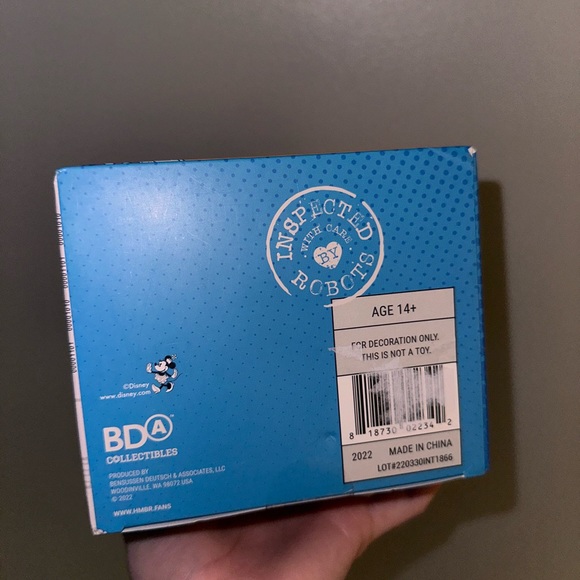 INSPECTED
WITH CARE
BY
ROBOTS
AGE 14+
FOR DECORATION ONLY.
THIS IS NOT A TOY.
8 18730 02234 2
2022 MADE IN CHINA
LOT#220330INT1866
©Disney
www.disney.com
BDA™
COLLECTIBLES
PRODUCED BY
BENSUSSEN DEUTSCH & ASSOCIATES, LLC
WOODINVILLE, WA 98072 USA
© 2022
WWW.HMBR.FANS